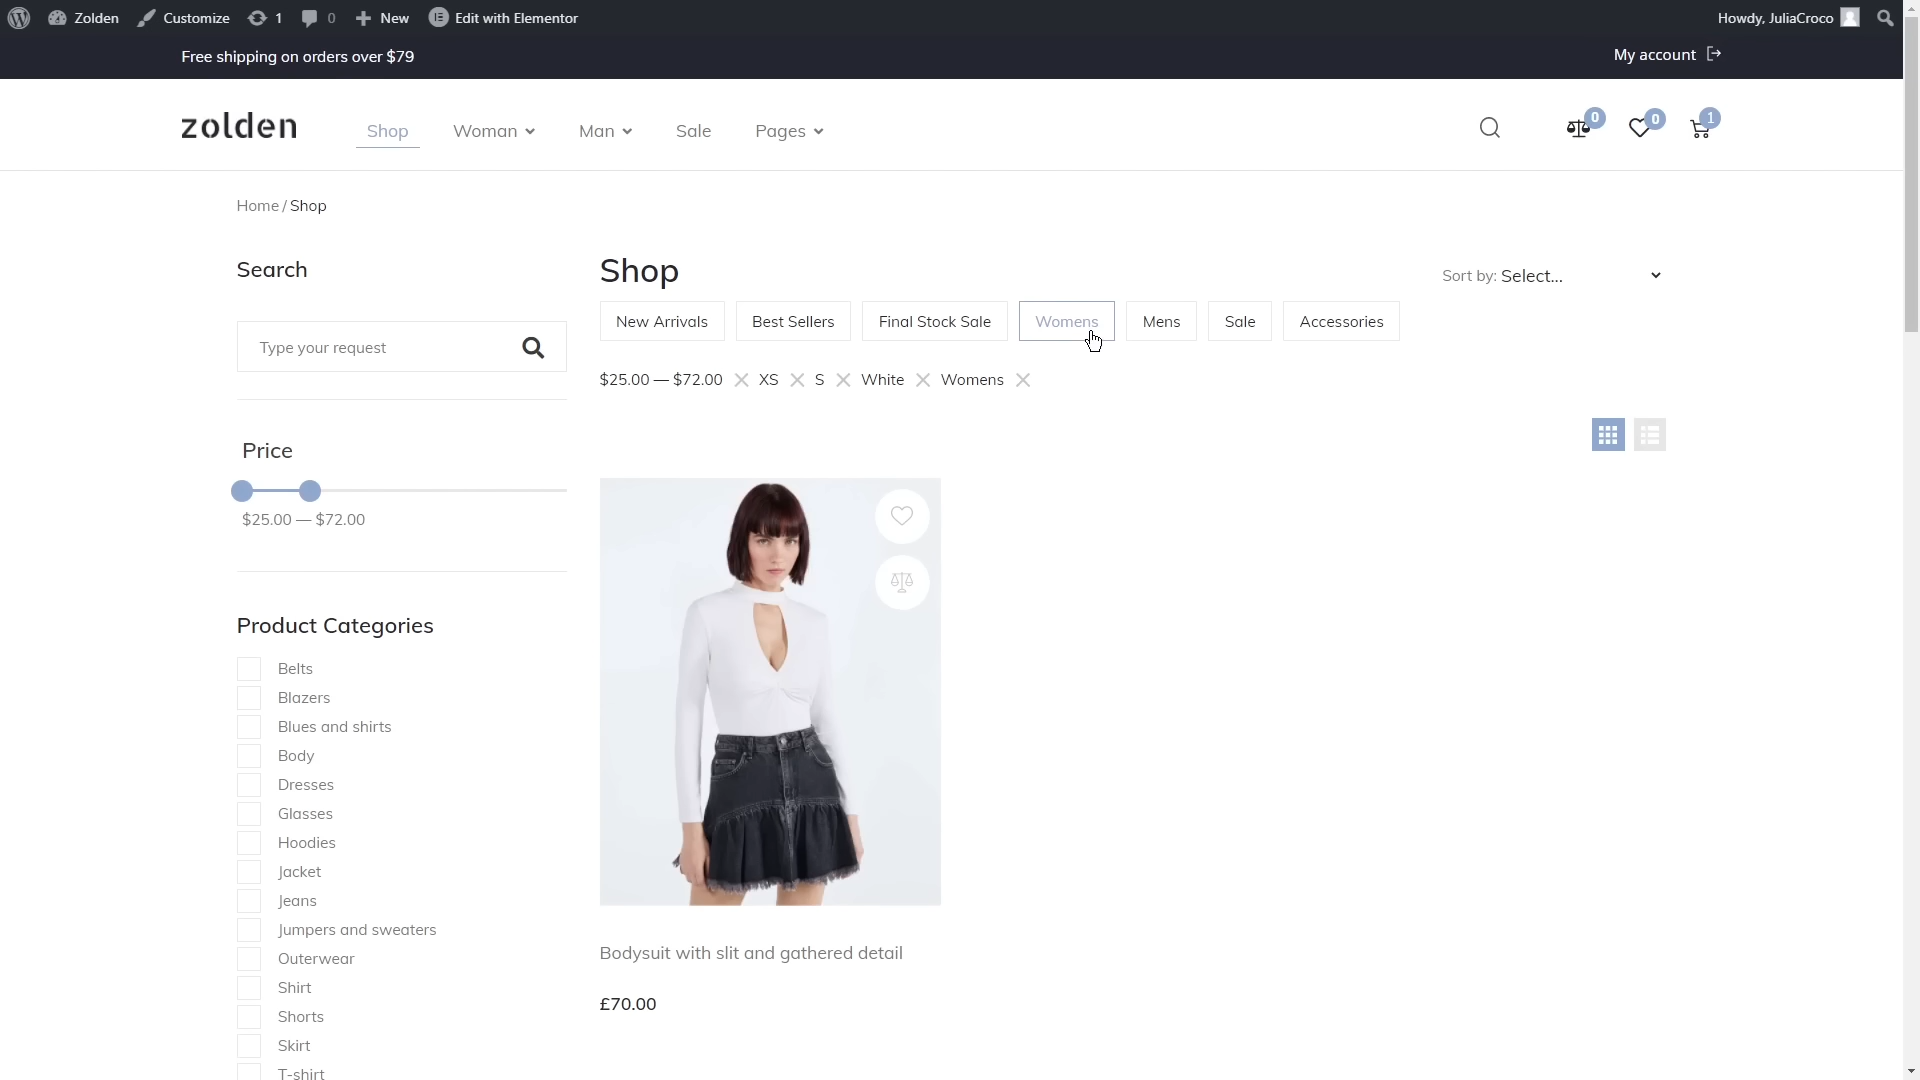 Zolden Customize 1 0 New Edit with Elementor Howdy, JuliaCroco
Free shipping on orders over $79 My account
zolden Shop Woman Man Sale Pages 0 0 1
Home / Shop
Search
Type your request
Price
$25.00 — $72.00
Product Categories
Belts
Blazers
Blues and shirts
Body
Dresses
Glasses
Hoodies
Jacket
Jeans
Jumpers and sweaters
Outerwear
Shirt
Shorts
Skirt
T-shirt
Shop
Sort by: Select...
New Arrivals Best Sellers Final Stock Sale Womens Mens Sale Accessories
$25.00 — $72.00 XS S White Womens
Bodysuit with slit and gathered detail
£70.00